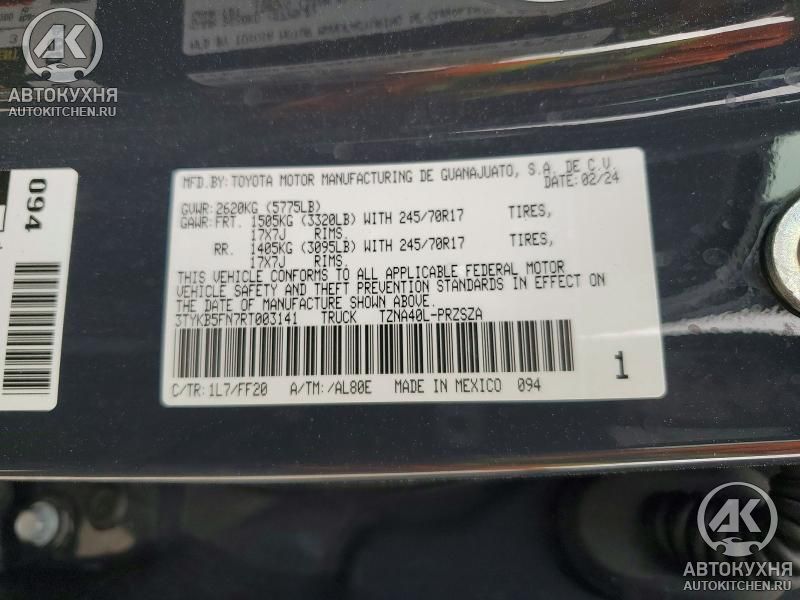 AK
АВТОКУХНЯ
AUTOKITCHEN.RU
094
MFD.BY:TOYOTA MOTOR MANUFACTURING DE GUANAJUATO, S.A. DE C.V.
DATE:02/24
GVWR:2620KG (5775LB)
GAWR:FRT. 1505KG (3320LB) WITH 245/70R17 TIRES,
17X7J RIMS.
RR. 1405KG (3095LB) WITH 245/70R17 TIRES,
17X7J RIMS.
THIS VEHICLE CONFORMS TO ALL APPLICABLE FEDERAL MOTOR
VEHICLE SAFETY AND THEFT PREVENTION STANDARDS IN EFFECT ON
THE DATE OF MANUFACTURE SHOWN ABOVE.
3TYKB5FN7RT003141 TRUCK TZNA40L-PRZSZA
C/TR:1L7/FF20 A/TM:/AL80E MADE IN MEXICO 094
1
AK
АВТОКУХНЯ
AUTOKITCHEN.RU